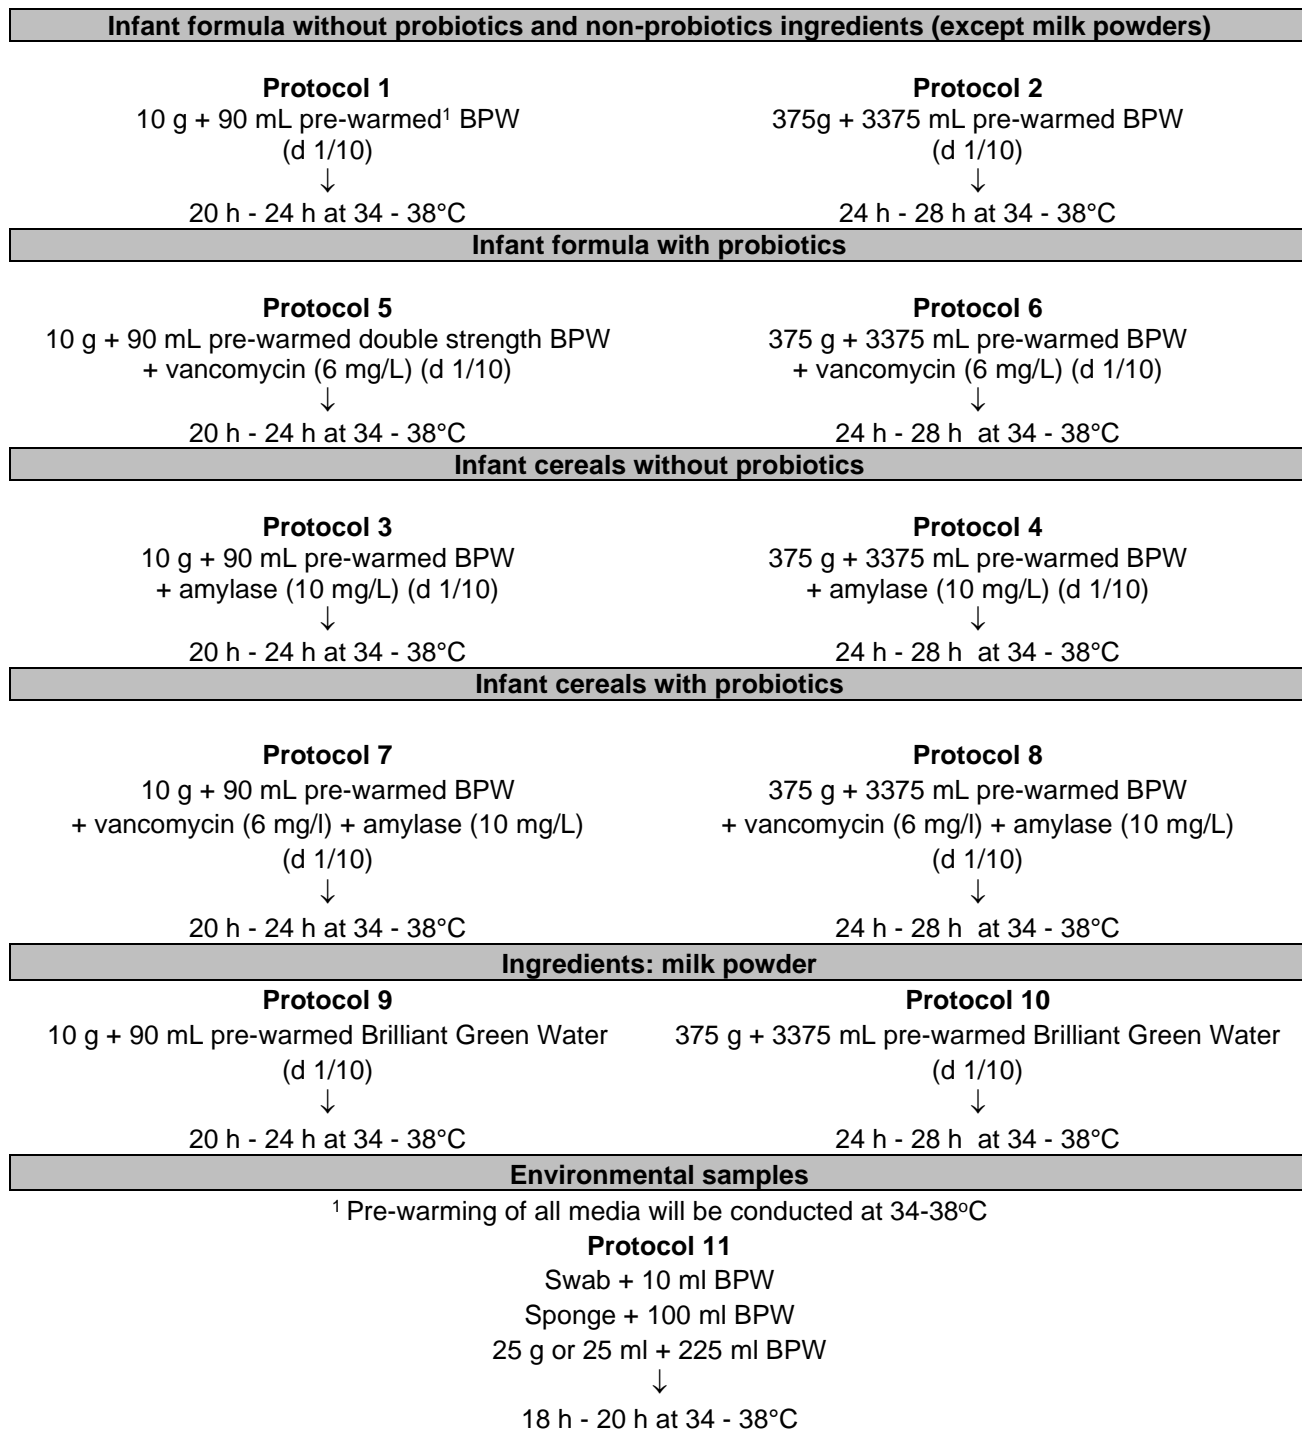 Infant formula without probiotics and non-probiotics ingredients (except milk powders)
Protocol 1
10 g + 90 mL pre-warmed¹ BPW
(d 1/10)
↓
20 h - 24 h at 34 - 38°C
Protocol 2
375g + 3375 mL pre-warmed BPW
(d 1/10)
↓
24 h - 28 h at 34 - 38°C
Infant formula with probiotics
Protocol 5
10 g + 90 mL pre-warmed double strength BPW
+ vancomycin (6 mg/L) (d 1/10)
↓
20 h - 24 h at 34 - 38°C
Protocol 6
375 g + 3375 mL pre-warmed BPW
+ vancomycin (6 mg/L) (d 1/10)
↓
24 h - 28 h at 34 - 38°C
Infant cereals without probiotics
Protocol 3
10 g + 90 mL pre-warmed BPW
+ amylase (10 mg/L) (d 1/10)
↓
20 h - 24 h at 34 - 38°C
Protocol 4
375 g + 3375 mL pre-warmed BPW
+ amylase (10 mg/L) (d 1/10)
↓
24 h - 28 h at 34 - 38°C
Infant cereals with probiotics
Protocol 7
10 g + 90 mL pre-warmed BPW
+ vancomycin (6 mg/l) + amylase (10 mg/L)
(d 1/10)
↓
20 h - 24 h at 34 - 38°C
Protocol 8
375 g + 3375 mL pre-warmed BPW
+ vancomycin (6 mg/l) + amylase (10 mg/L)
(d 1/10)
↓
24 h - 28 h at 34 - 38°C
Ingredients: milk powder
Protocol 9
10 g + 90 mL pre-warmed Brilliant Green Water
(d 1/10)
↓
20 h - 24 h at 34 - 38°C
Protocol 10
375 g + 3375 mL pre-warmed Brilliant Green Water
(d 1/10)
↓
24 h - 28 h at 34 - 38°C
Environmental samples
¹ Pre-warming of all media will be conducted at 34-38ºC
Protocol 11
Swab + 10 ml BPW
Sponge + 100 ml BPW
25 g or 25 ml + 225 ml BPW
↓
18 h - 20 h at 34 - 38°C